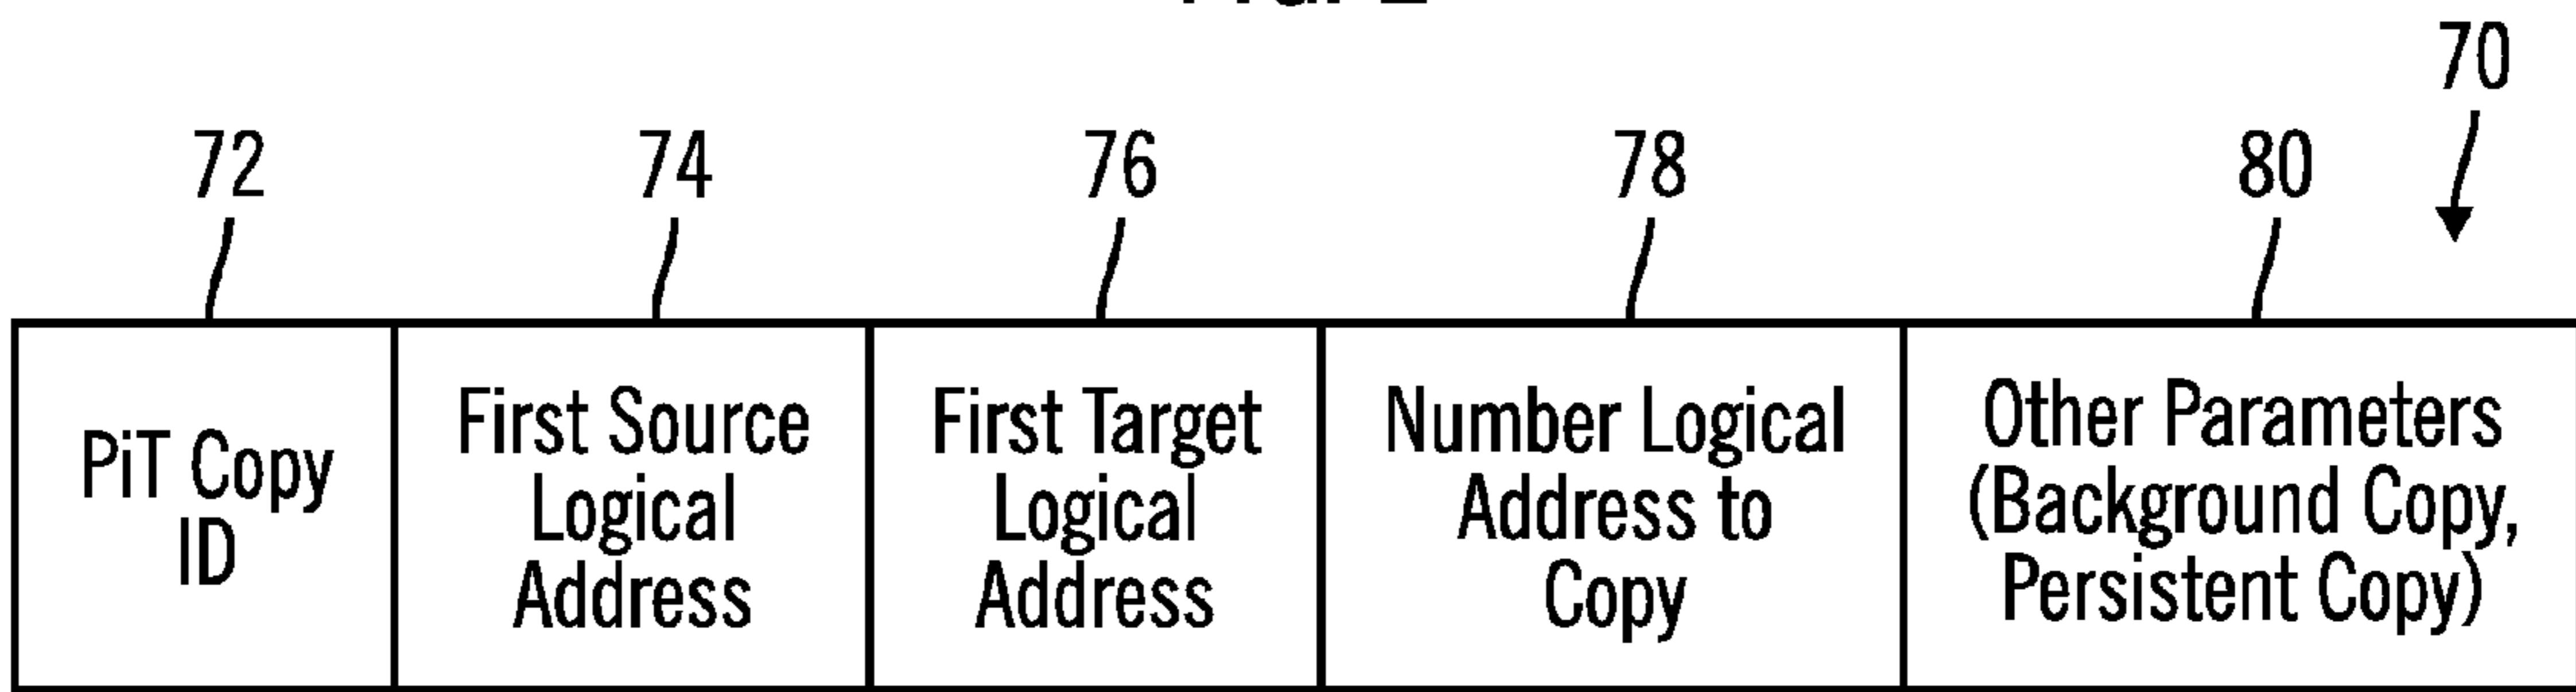 70
72
74
76
78
80
PiT Copy
ID
First Source
Logical
Address
First Target
Logical
Address
Number Logical
Address to
Copy
Other Parameters
(Background Copy,
Persistent Copy)